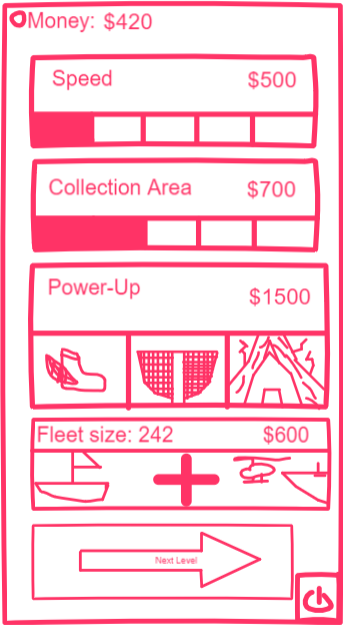 Money: $420
Speed $500
Collection Area $700
Power-Up $1500
Fleet size: 242 $600
Next Level